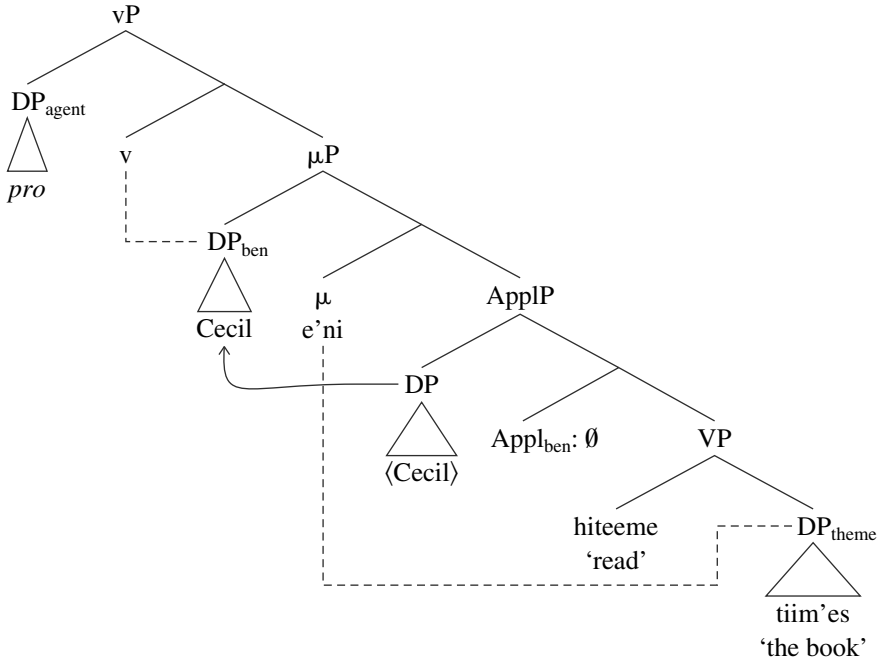 vP
DPagent
v
μP
pro
DPben
μ
ApplP
Cecil
e’ni
DP
Applben: Ø
VP
⟨Cecil⟩
hiteeme
DPtheme
‘read’
tiim’es
‘the book’